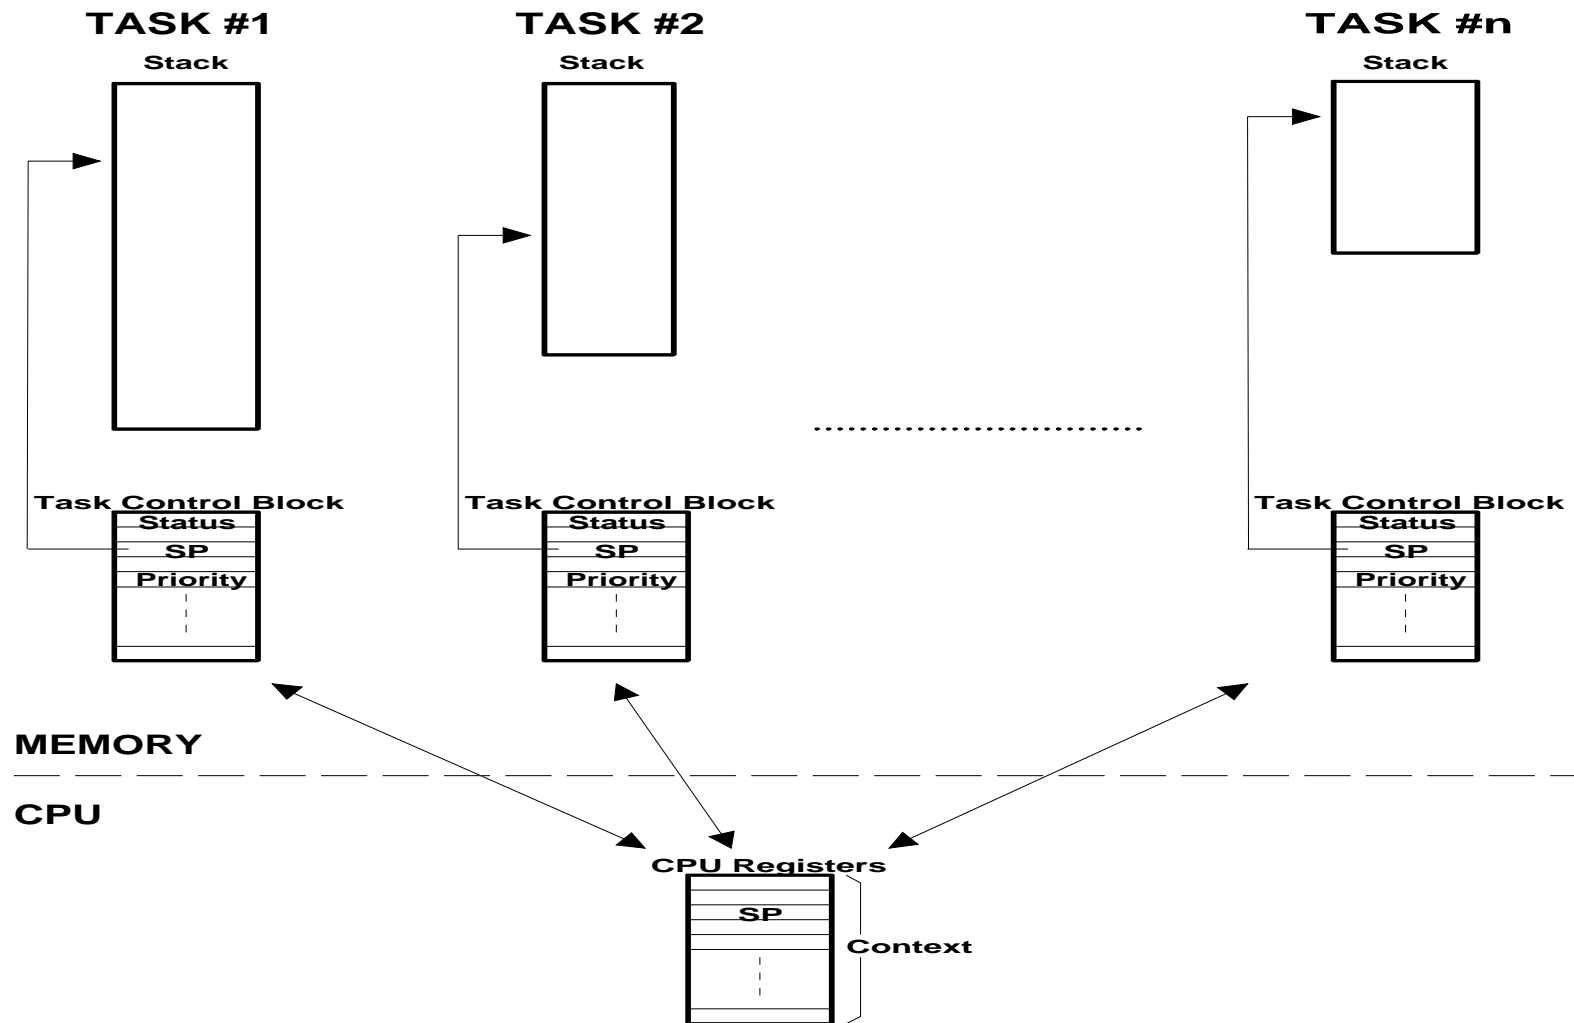 TASK #1
Stack
TASK #2
Stack
TASK #n
Stack
Task Control Block
Status
SP
Priority
Task Control Block
Status
SP
Priority
Task Control Block
Status
SP
Priority
MEMORY
CPU
CPU Registers
SP
Context